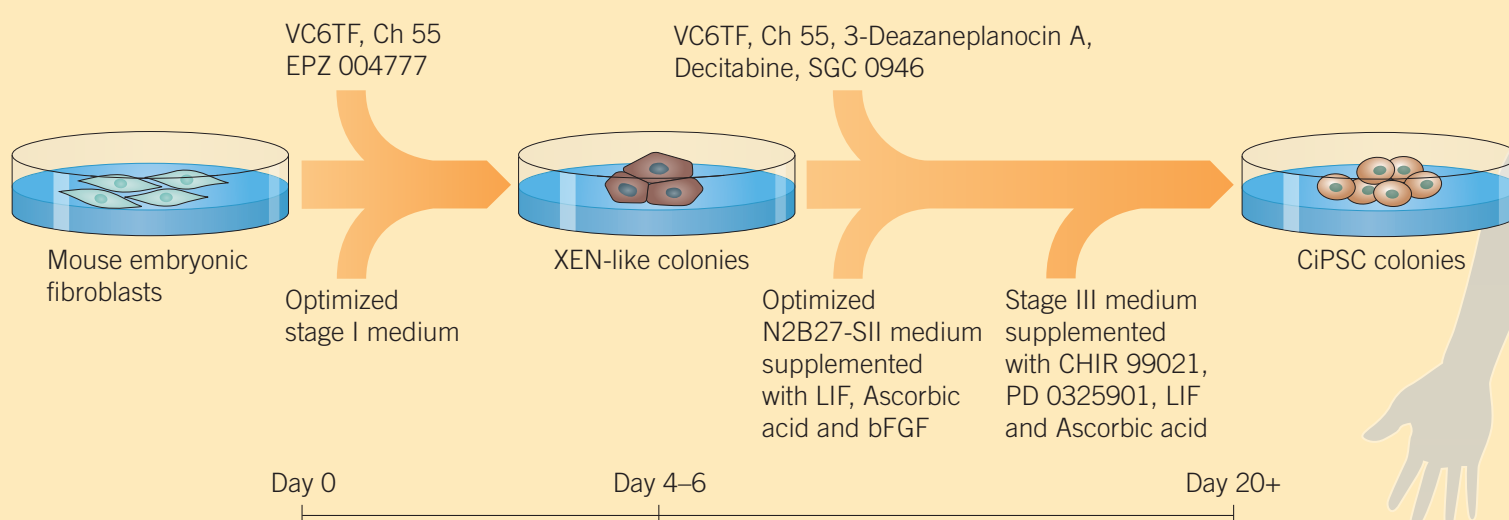 VC6TF, Ch 55
EPZ 004777
VC6TF, Ch 55, 3-Deazaneplanocin A,
Decitabine, SGC 0946
Mouse embryonic
fibroblasts
XEN-like colonies
CiPSC colonies
Optimized
stage I medium
Optimized
N2B27-SII medium
supplemented
with LIF, Ascorbic
acid and bFGF
Stage III medium
supplemented
with CHIR 99021,
PD 0325901, LIF
and Ascorbic acid
Day 0
Day 4–6
Day 20+